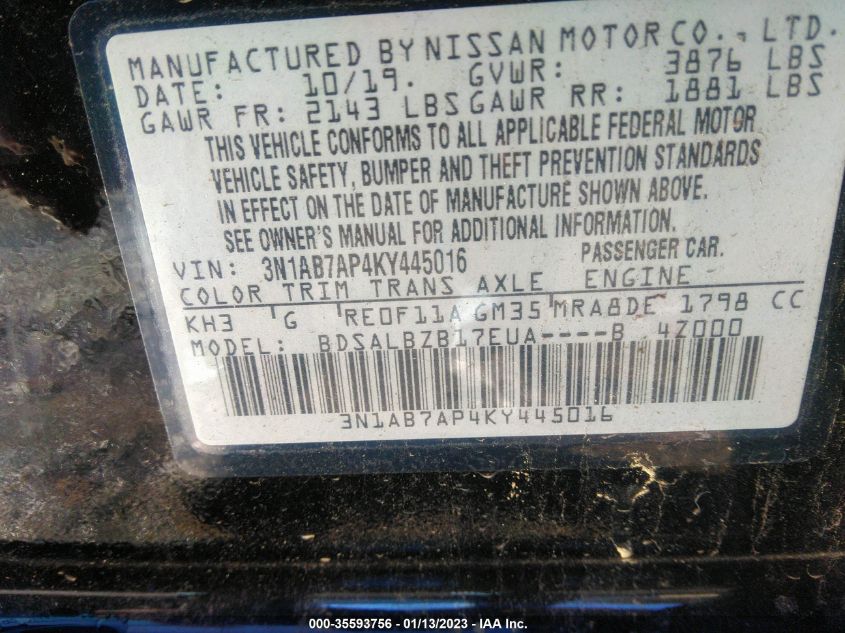 MANUFACTURED BY NISSAN MOTOR CO., LTD.
DATE: 10/19. GVWR: 3876 LBS
GAWR FR: 2143 LBS GAWR RR: 1881 LBS
THIS VEHICLE CONFORMS TO ALL APPLICABLE FEDERAL MOTOR
VEHICLE SAFETY, BUMPER AND THEFT PREVENTION STANDARDS
IN EFFECT ON THE DATE OF MANUFACTURE SHOWN ABOVE.
SEE OWNER'S MANUAL FOR ADDITIONAL INFORMATION.
VIN: 3N1AB7AP4KY445016 PASSENGER CAR.
COLOR TRIM TRANS AXLE ENGINE
KH3 G RE0F11A GM35 MRA8DE 1798 CC
MODEL: BDSALBZB17EUA----B 4Z000
3N1AB7AP4KY445016
000-35593756 - 01/13/2023 - IAA Inc.